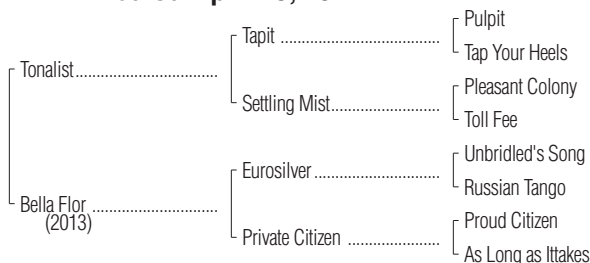 Pulpit
Tapit ........................................
Tap Your Heels
Tonalist....................................
Pleasant Colony
Settling Mist...........................
Toll Fee
Unbridled's Song
Eurosilver................................
Russian Tango
Bella Flor ................................
(2013)
Proud Citizen
Private Citizen .......................
As Long as Ittakes